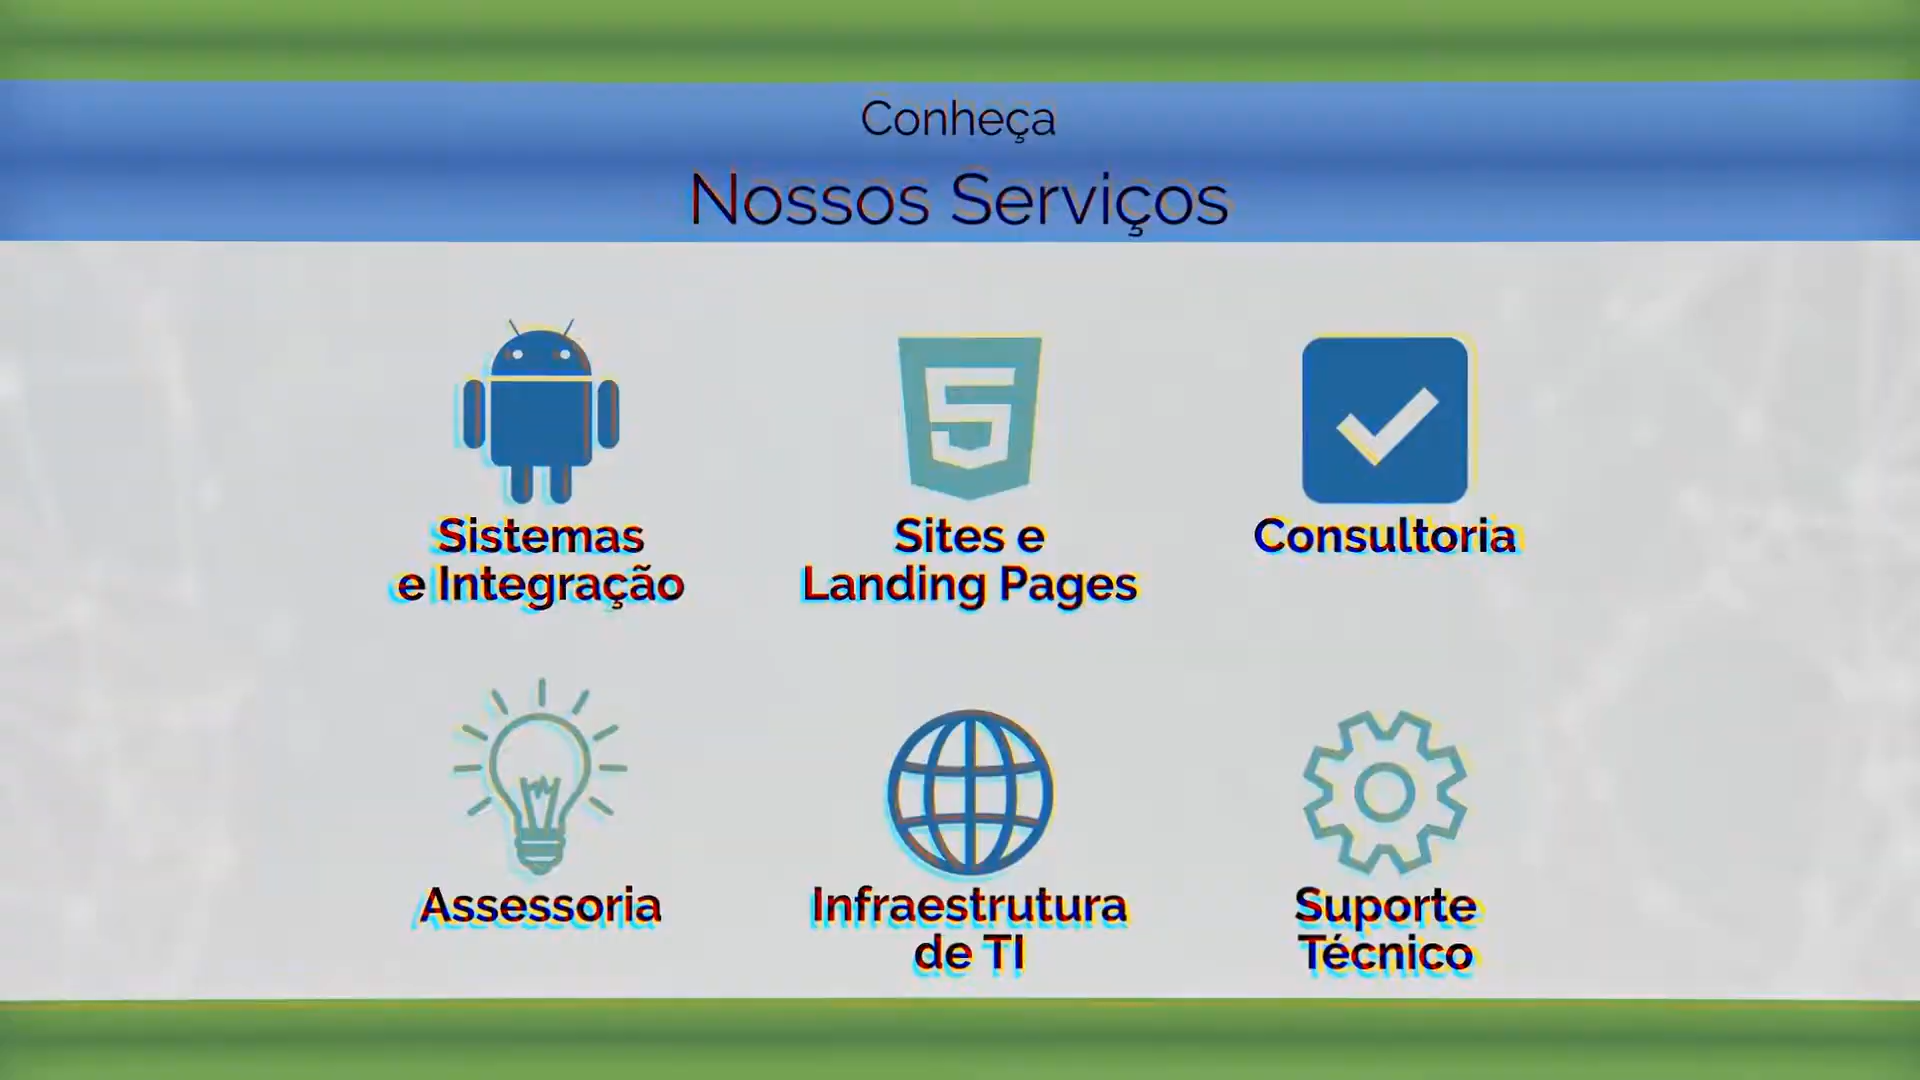 Conheça
Nossos Serviços
Sistemas
e Integração
Sites e
Landing Pages
Consultoria
Assessoria
Infraestrutura
de TI
Suporte
Técnico